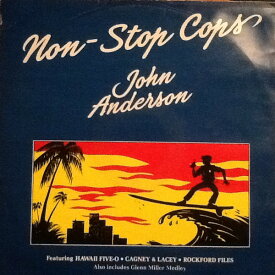 Non-Stop Cops
John
Anderson
Featuring HAWAII FIVE-O • CAGNEY & LACEY • ROCKFORD FILES
Also includes Glenn Miller Medley